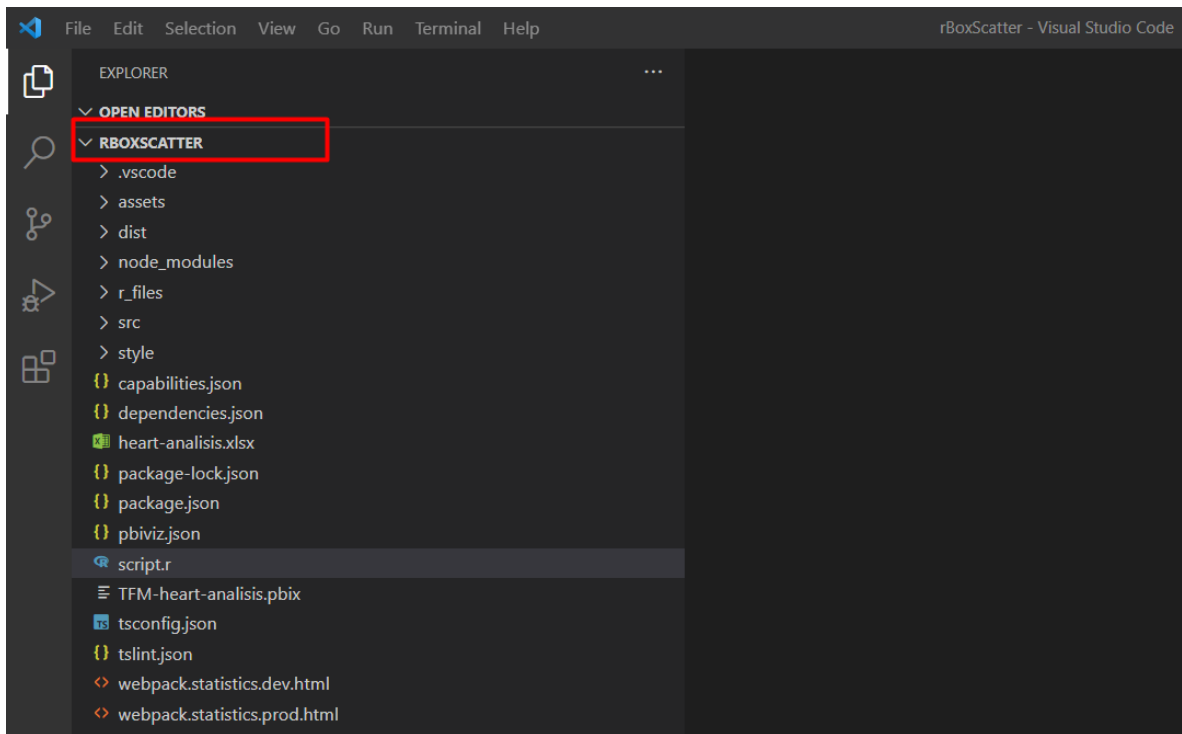 File Edit Selection View Go Run Terminal Help rBoxScatter - Visual Studio Code
EXPLORER ...
OPEN EDITORS
RBOXSCATTER
.vscode
assets
dist
node_modules
r_files
src
style
{} capabilities.json
{} dependencies.json
heart-analisis.xlsx
{} package-lock.json
{} package.json
{} pbiviz.json
script.r
TFM-heart-analisis.pbix
TS tsconfig.json
{} tslint.json
<> webpack.statistics.dev.html
<> webpack.statistics.prod.html